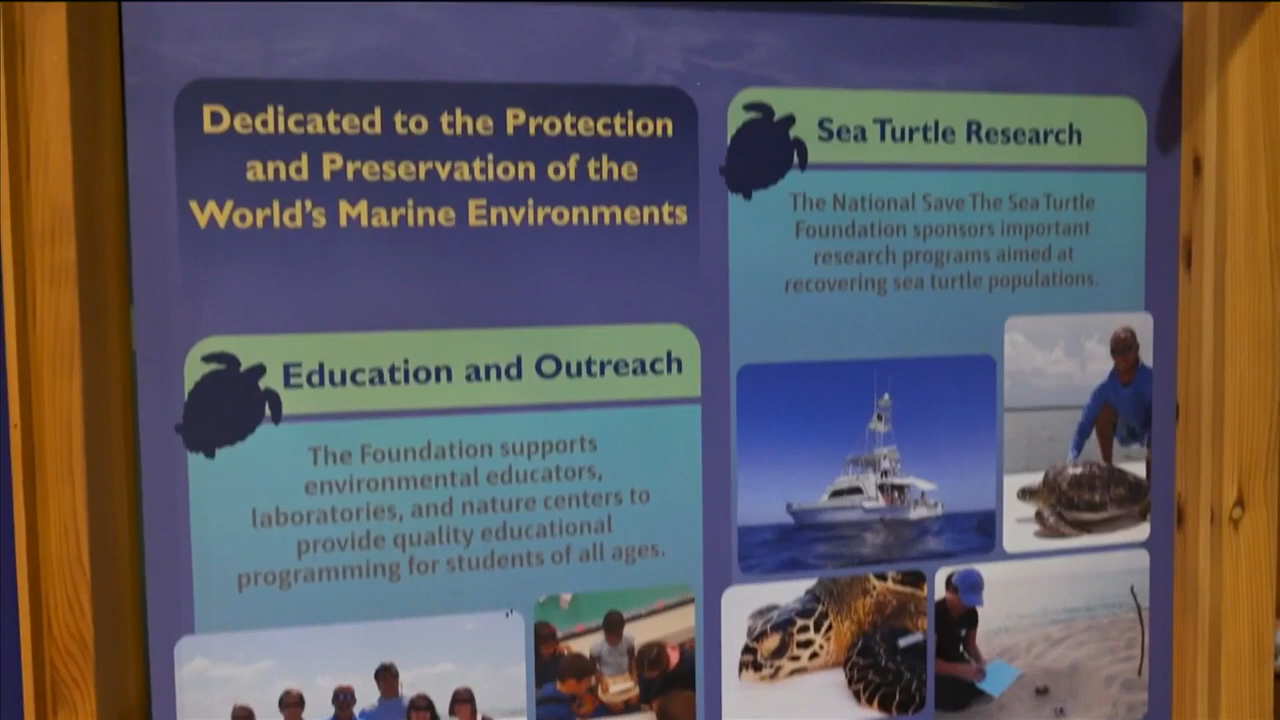 Dedicated to the Protection
and Preservation of the
World's Marine Environments
Education and Outreach
The Foundation supports
environmental educators,
laboratories, and nature centers to
provide quality educational
programming for students of all ages.
Sea Turtle Research
The National Save The Sea Turtle
Foundation sponsors important
research programs aimed at
recovering sea turtle populations.